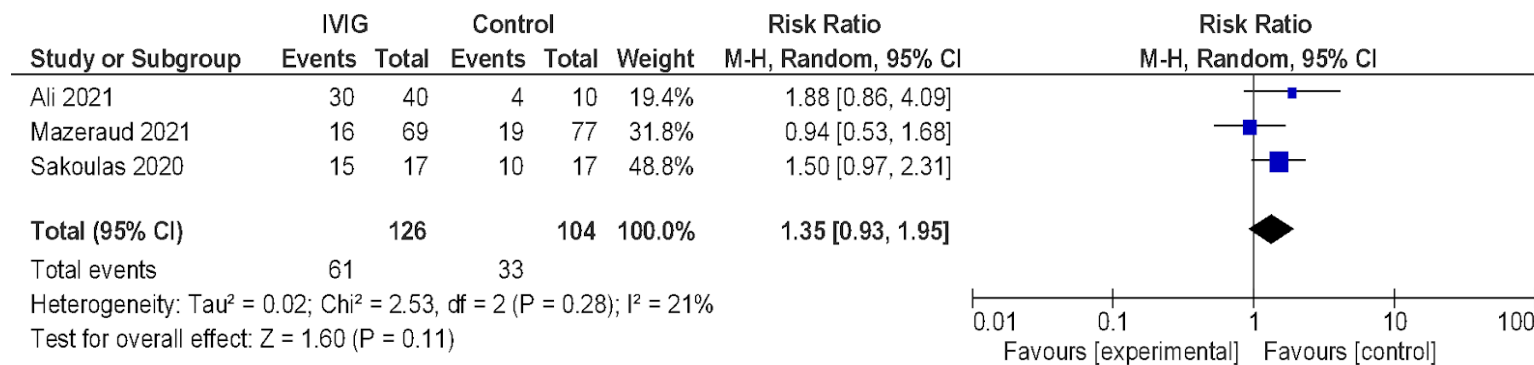 IVIG Control Risk Ratio Risk Ratio
Study or Subgroup Events Total Events Total Weight M-H, Random, 95% CI M-H, Random, 95% CI
Ali 2021 30 40 4 10 19.4% 1.88 [0.86, 4.09]
Mazeraud 2021 16 69 19 77 31.8% 0.94 [0.53, 1.68]
Sakoulas 2020 15 17 10 17 48.8% 1.50 [0.97, 2.31]
Total (95% CI) 126 104 100.0% 1.35 [0.93, 1.95]
Total events 61 33
Heterogeneity: Tau² = 0.02; Chi² = 2.53, df = 2 (P = 0.28); I² = 21%
Test for overall effect: Z = 1.60 (P = 0.11)
0.01 0.1 1 10 100
Favours [experimental] Favours [control]